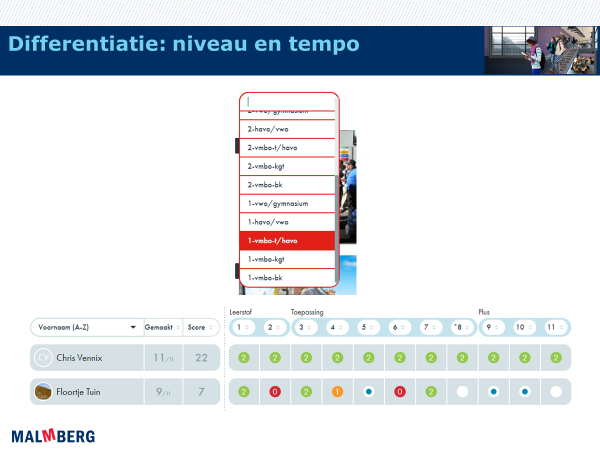 Differentiatie: niveau en tempo
2-vwo/gymnasium
2-havo/vwo
2-vmbo-t/havo
2-vmbo-kgt
2-vmbo-bk
1-vwo/gymnasium
1-havo/vwo
1-vmbo-t/havo
1-vmbo-kgt
1-vmbo-bk
Leerstof Toepassing Plus
Voornaam (A-Z) Gemaakt Score 1 2 3 4 5 6 7 *8 9 10 11
CV Chris Vennix 11/11 22 2 2 2 2 2 2 2 2 2 2 2
Floortje Tuin 9/11 7 2 0 2 1 0 2
MALMBERG